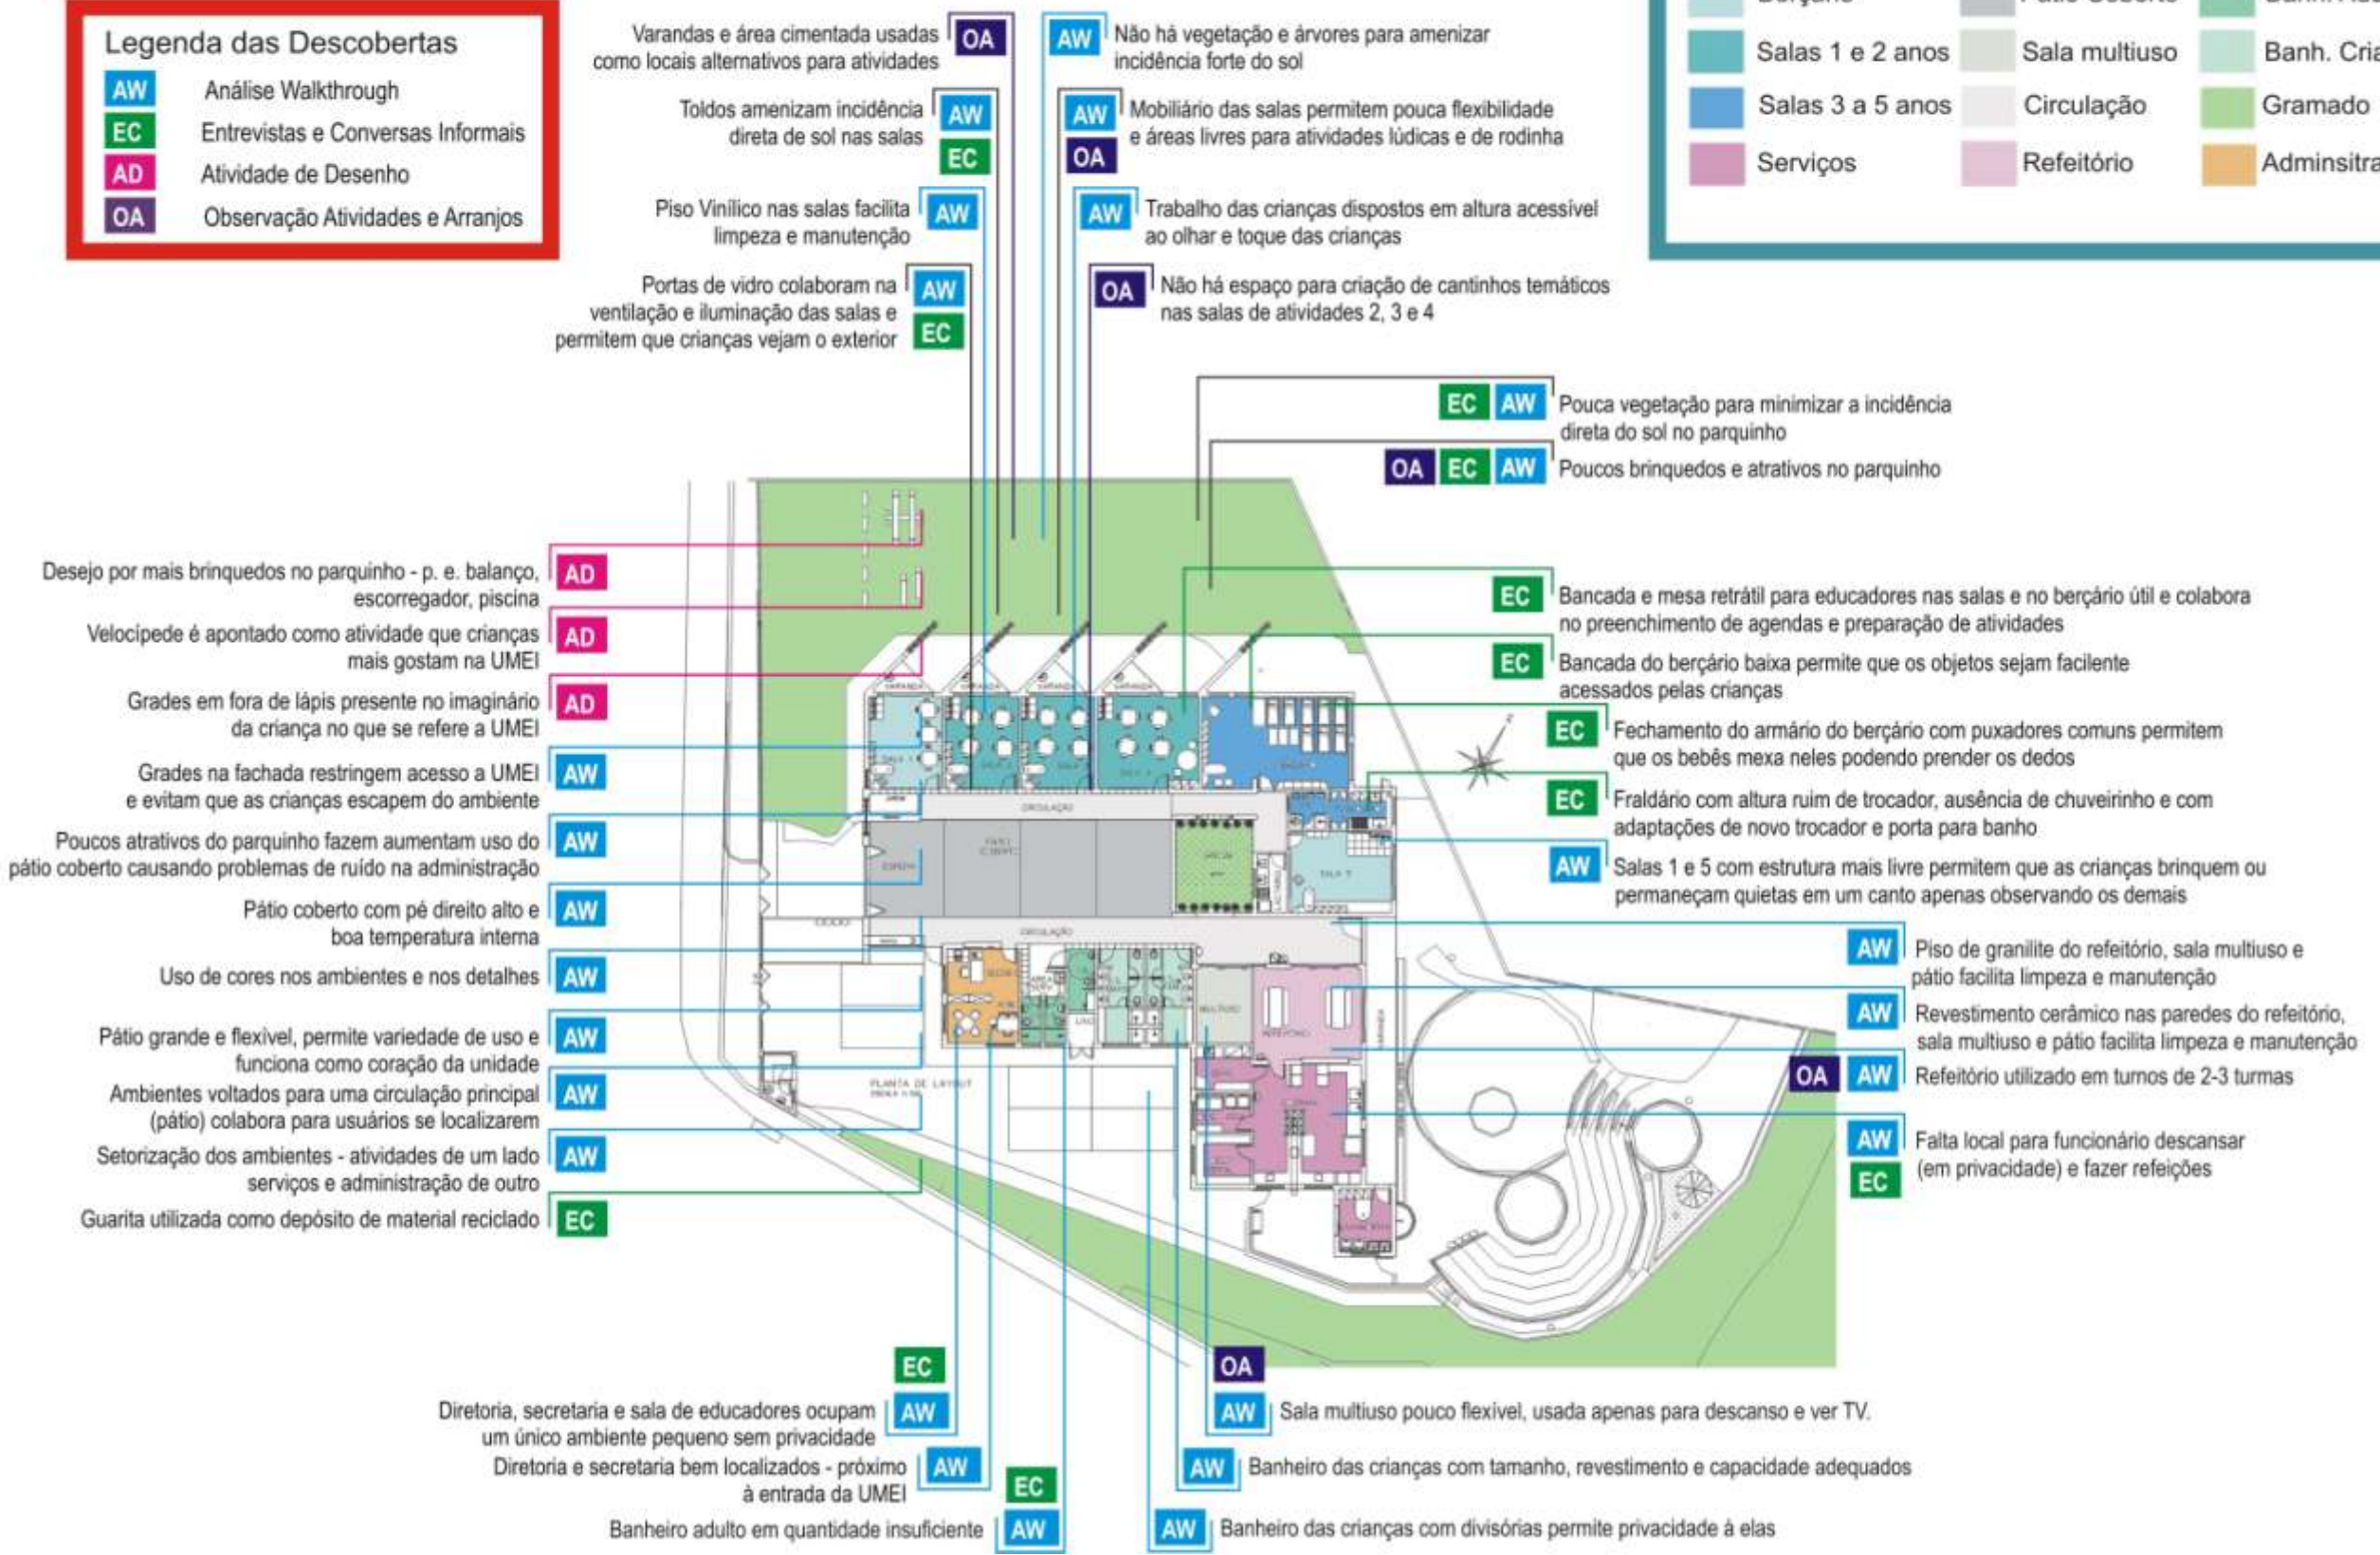 Legenda das Descobertas
AW Análise Walkthrough
EC Entrevistas e Conversas Informais
AD Atividade de Desenho
OA Observação Atividades e Arranjos
Varandas e área cimentada usadas
como locais alternativos para atividades
OA
Toldos amenizam incidência
direta de sol nas salas
AW
EC
Piso Vinílico nas salas facilita
limpeza e manutenção
AW
Portas de vidro colaboram na
ventilação e iluminação das salas e
permitem que crianças vejam o exterior
AW
EC
AW
Não há vegetação e árvores para amenizar
incidência forte do sol
AW
OA
Mobiliário das salas permitem pouca flexibilidade
e áreas livres para atividades lúdicas e de rodinha
AW
Trabalho das crianças dispostos em altura acessível
ao olhar e toque das crianças
OA
Não há espaço para criação de cantinhos temáticos
nas salas de atividades 2, 3 e 4
Salas 1 e 2 anos
Sala multiuso
Banh. Cria
Salas 3 a 5 anos
Circulação
Gramado
Serviços
Refeitório
Adminsitra
EC AW
Pouca vegetação para minimizar a incidência
direta do sol no parquinho
OA EC AW
Poucos brinquedos e atrativos no parquinho
EC
Bancada e mesa retrátil para educadores nas salas e no berçário útil e colabora
no preenchimento de agendas e preparação de atividades
EC
Bancada do berçário baixa permite que os objetos sejam facilente
acessados pelas crianças
EC
Fechamento do armário do berçário com puxadores comuns permitem
que os bebês mexa neles podendo prender os dedos
EC
Fraldário com altura ruim de trocador, ausência de chuveirinho e com
adaptações de novo trocador e porta para banho
AW
Salas 1 e 5 com estrutura mais livre permitem que as crianças brinquem ou
permaneçam quietas em um canto apenas observando os demais
AW
Piso de granilite do refeitório, sala multiuso e
pátio facilita limpeza e manutenção
AW
Revestimento cerâmico nas paredes do refeitório,
sala multiuso e pátio facilita limpeza e manutenção
OA AW
Refeitório utilizado em turnos de 2-3 turmas
AW
EC
Falta local para funcionário descansar
(em privacidade) e fazer refeições
Desejo por mais brinquedos no parquinho - p. e. balanço,
escorregador, piscina
AD
Velocípede é apontado como atividade que crianças
mais gostam na UMEI
AD
Grades em fora de lápis presente no imaginário
da criança no que se refere a UMEI
AD
Grades na fachada restringem acesso a UMEI
e evitam que as crianças escapem do ambiente
AW
Poucos atrativos do parquinho fazem aumentam uso do
pátio coberto causando problemas de ruído na administração
AW
Pátio coberto com pé direito alto e
boa temperatura interna
AW
Uso de cores nos ambientes e nos detalhes
AW
Pátio grande e flexível, permite variedade de uso e
funciona como coração da unidade
AW
Ambientes voltados para uma circulação principal
(pátio) colabora para usuários se localizarem
AW
Setorização dos ambientes - atividades de um lado
serviços e administração de outro
AW
Guarita utilizada como depósito de material reciclado
EC
VARANDA
VARANDA
VARANDA
VARANDA
CIRCULAÇÃO
CIRCULAÇÃO
MULTIUSO
REFEITÓRIO
VARANDA
PLANTA DE LAYOUT
EC
AW
Diretoria, secretaria e sala de educadores ocupam
um único ambiente pequeno sem privacidade
AW
Diretoria e secretaria bem localizados - próximo
à entrada da UMEI
EC
AW
Banheiro adulto em quantidade insuficiente
OA
AW
Sala multiuso pouco flexível, usada apenas para descanso e ver TV.
AW
Banheiro das crianças com tamanho, revestimento e capacidade adequados
AW
Banheiro das crianças com divisórias permite privacidade à elas